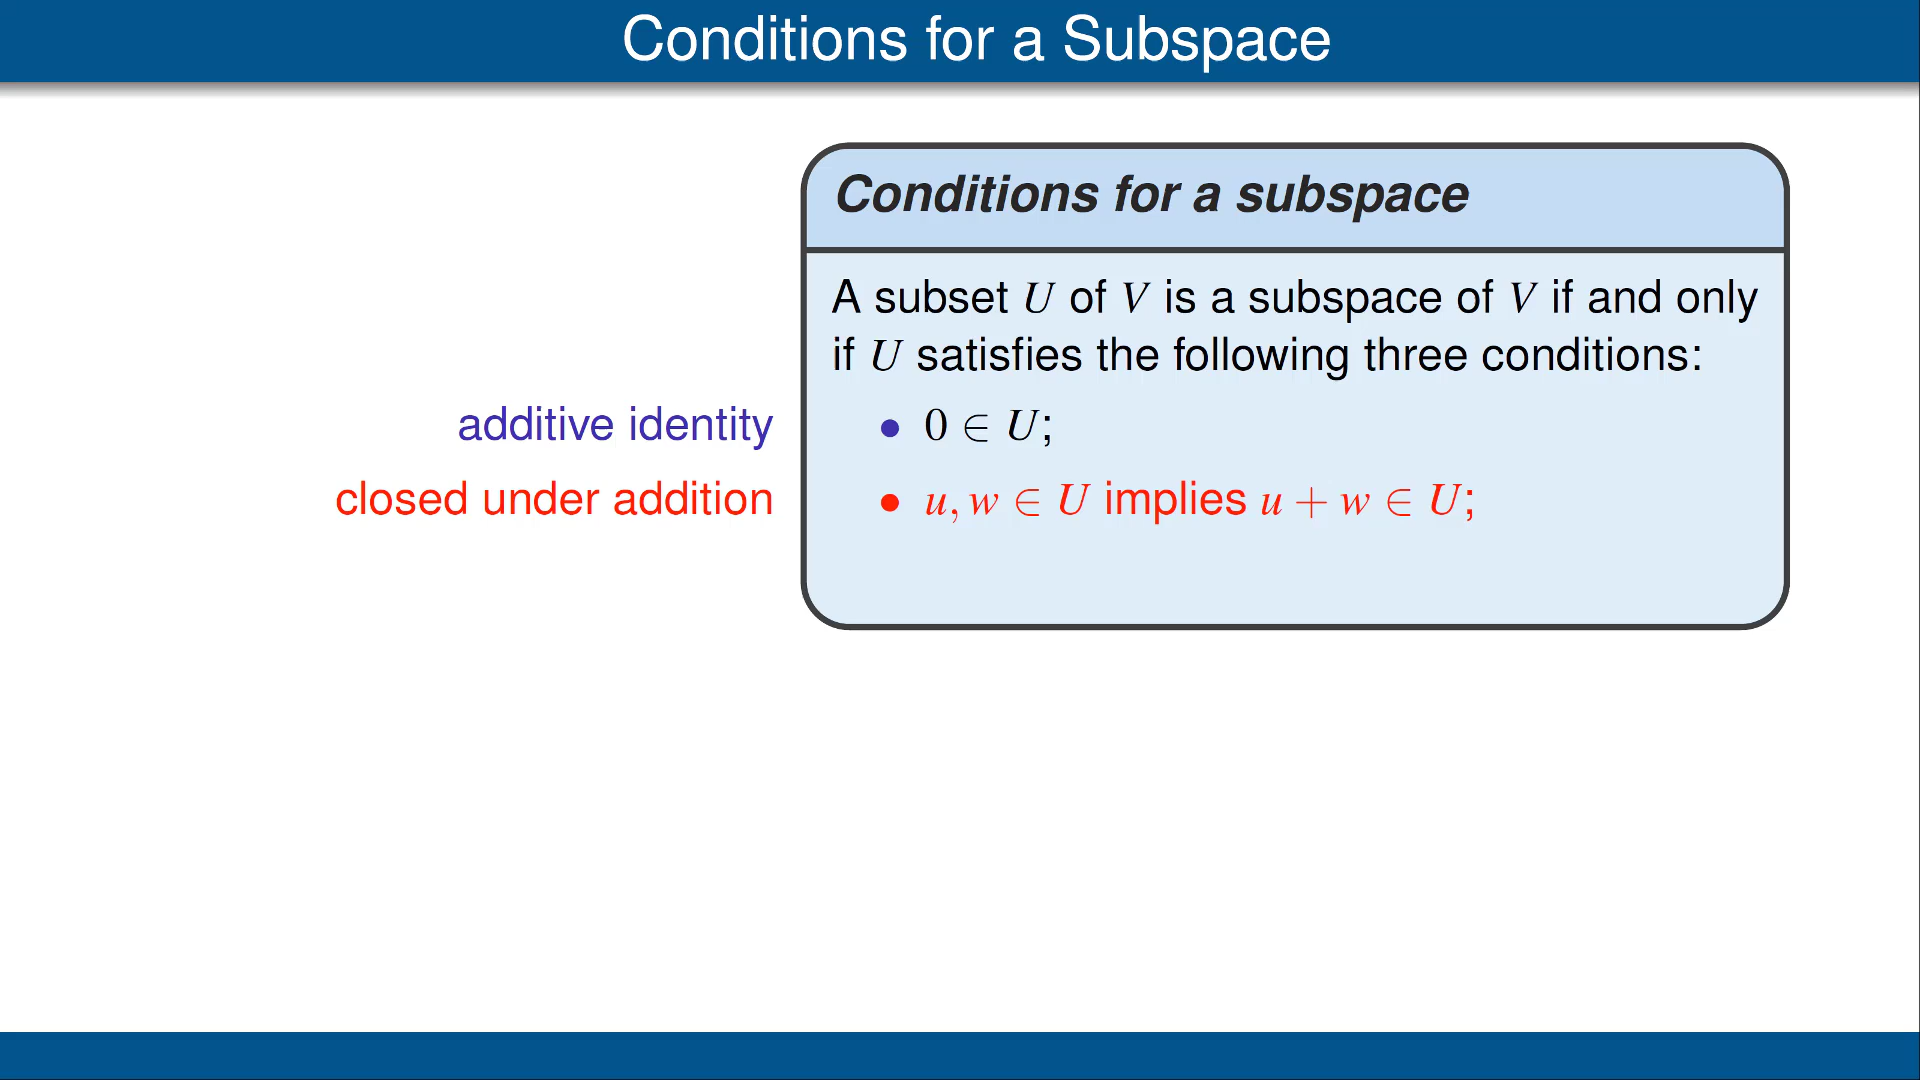 Conditions for a Subspace
Conditions for a subspace
A subset U of V is a subspace of V if and only
if U satisfies the following three conditions:
additive identity • 0 ∈ U;
closed under addition • u, w ∈ U implies u + w ∈ U;